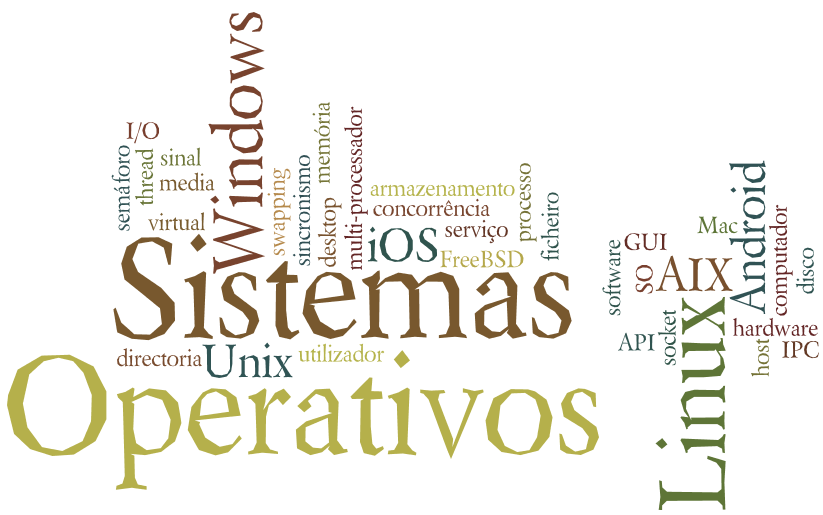 Windows
I/O
semáforo
thread
sinal
media
virtual
swapping
sincronismo
memória
desktop
multi-processador
armazenamento
concorrência
serviço
processo
ficheiro
iOS
FreeBSD
Sistemas
directoria
Unix
utilizador
Operativos
software
GUI
SO
AIX
Mac
Android
computador
disco
API
socket
Linux
hardware
host
IPC